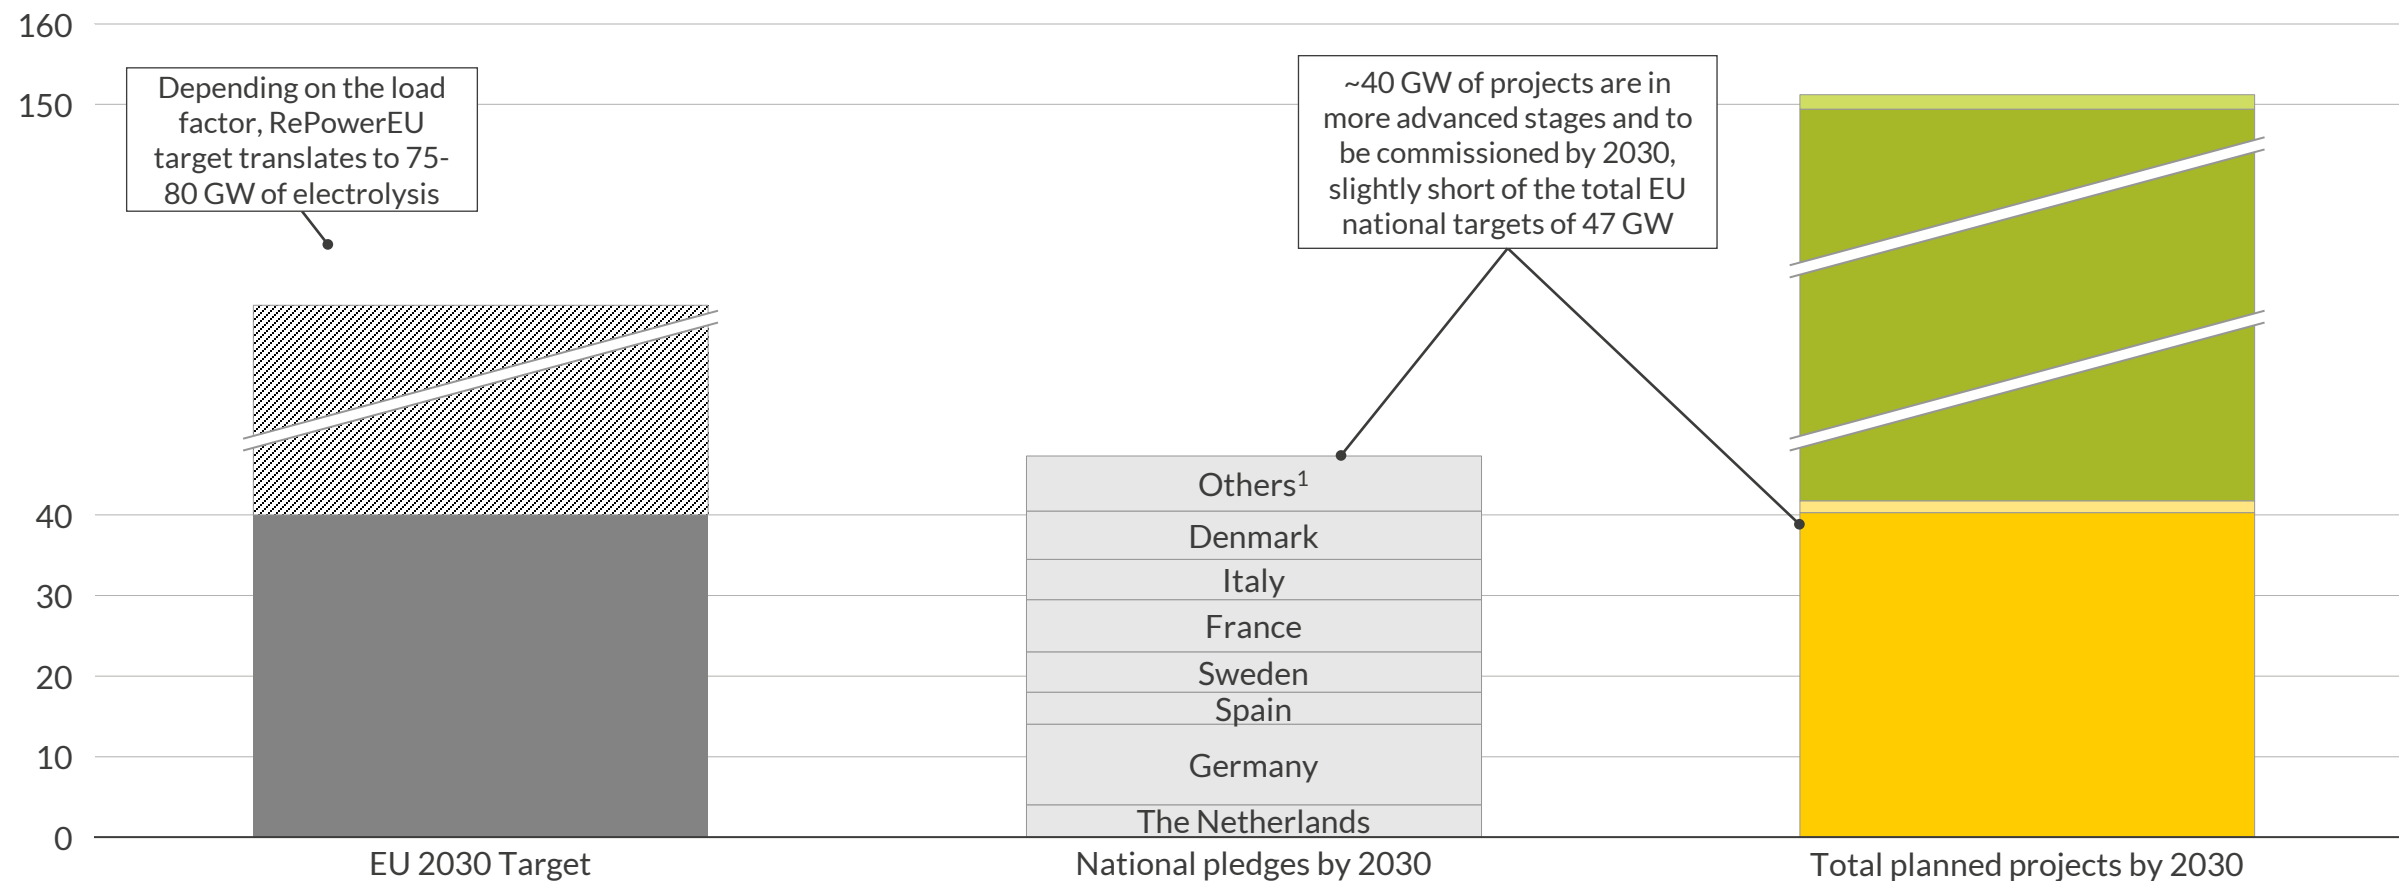 160
150
40
30
20
10
0
Depending on the load
factor, RePowerEU
target translates to 75-
80 GW of electrolysis
~40 GW of projects are in
more advanced stages and to
be commissioned by 2030,
slightly short of the total EU
national targets of 47 GW
Others¹
Denmark
Italy
France
Sweden
Spain
Germany
The Netherlands
EU 2030 Target
National pledges by 2030
Total planned projects by 2030